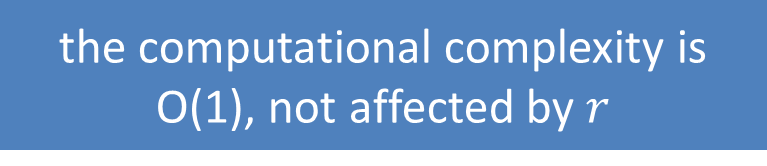 the computational complexity is
O(1), not affected by r